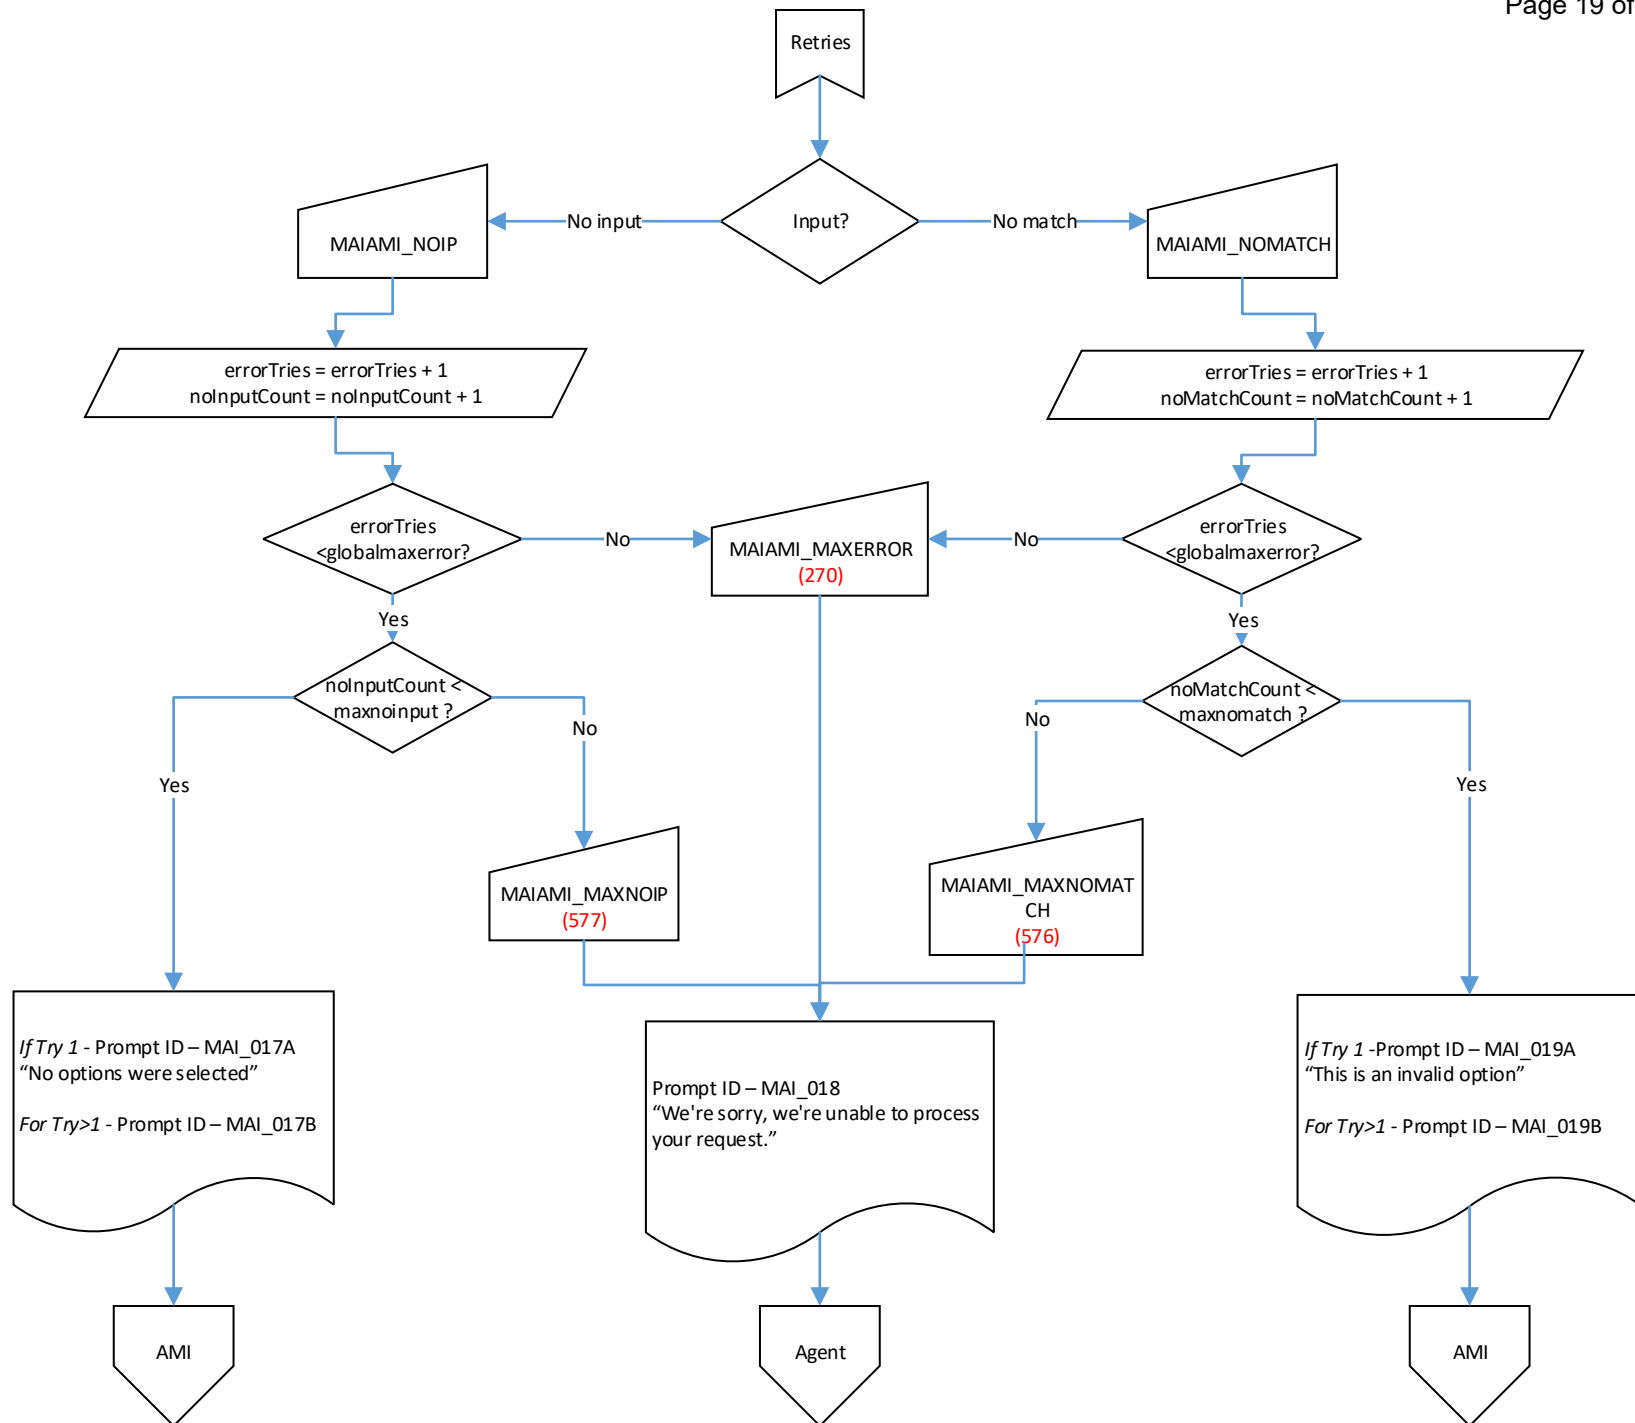 Page 19 of
Retries
Input?
No input
No match
MAIAMI_NOIP
MAIAMI_NOMATCH
errorTries = errorTries + 1
noInputCount = noInputCount + 1
errorTries = errorTries + 1
noMatchCount = noMatchCount + 1
errorTries
<globalmaxerror?
No
MAIAMI_MAXERROR
(270)
No
errorTries
<globalmaxerror?
Yes
Yes
noInputCount <
maxnoinput ?
noMatchCount <
maxnomatch ?
No
No
Yes
Yes
MAIAMI_MAXNOIP
(577)
MAIAMI_MAXNOMAT
CH
(576)
If Try 1 - Prompt ID – MAI_017A
“No options were selected”
For Try>1 - Prompt ID – MAI_017B
Prompt ID – MAI_018
“We're sorry, we're unable to process
your request.”
If Try 1 -Prompt ID – MAI_019A
“This is an invalid option”
For Try>1 - Prompt ID – MAI_019B
AMI
Agent
AMI